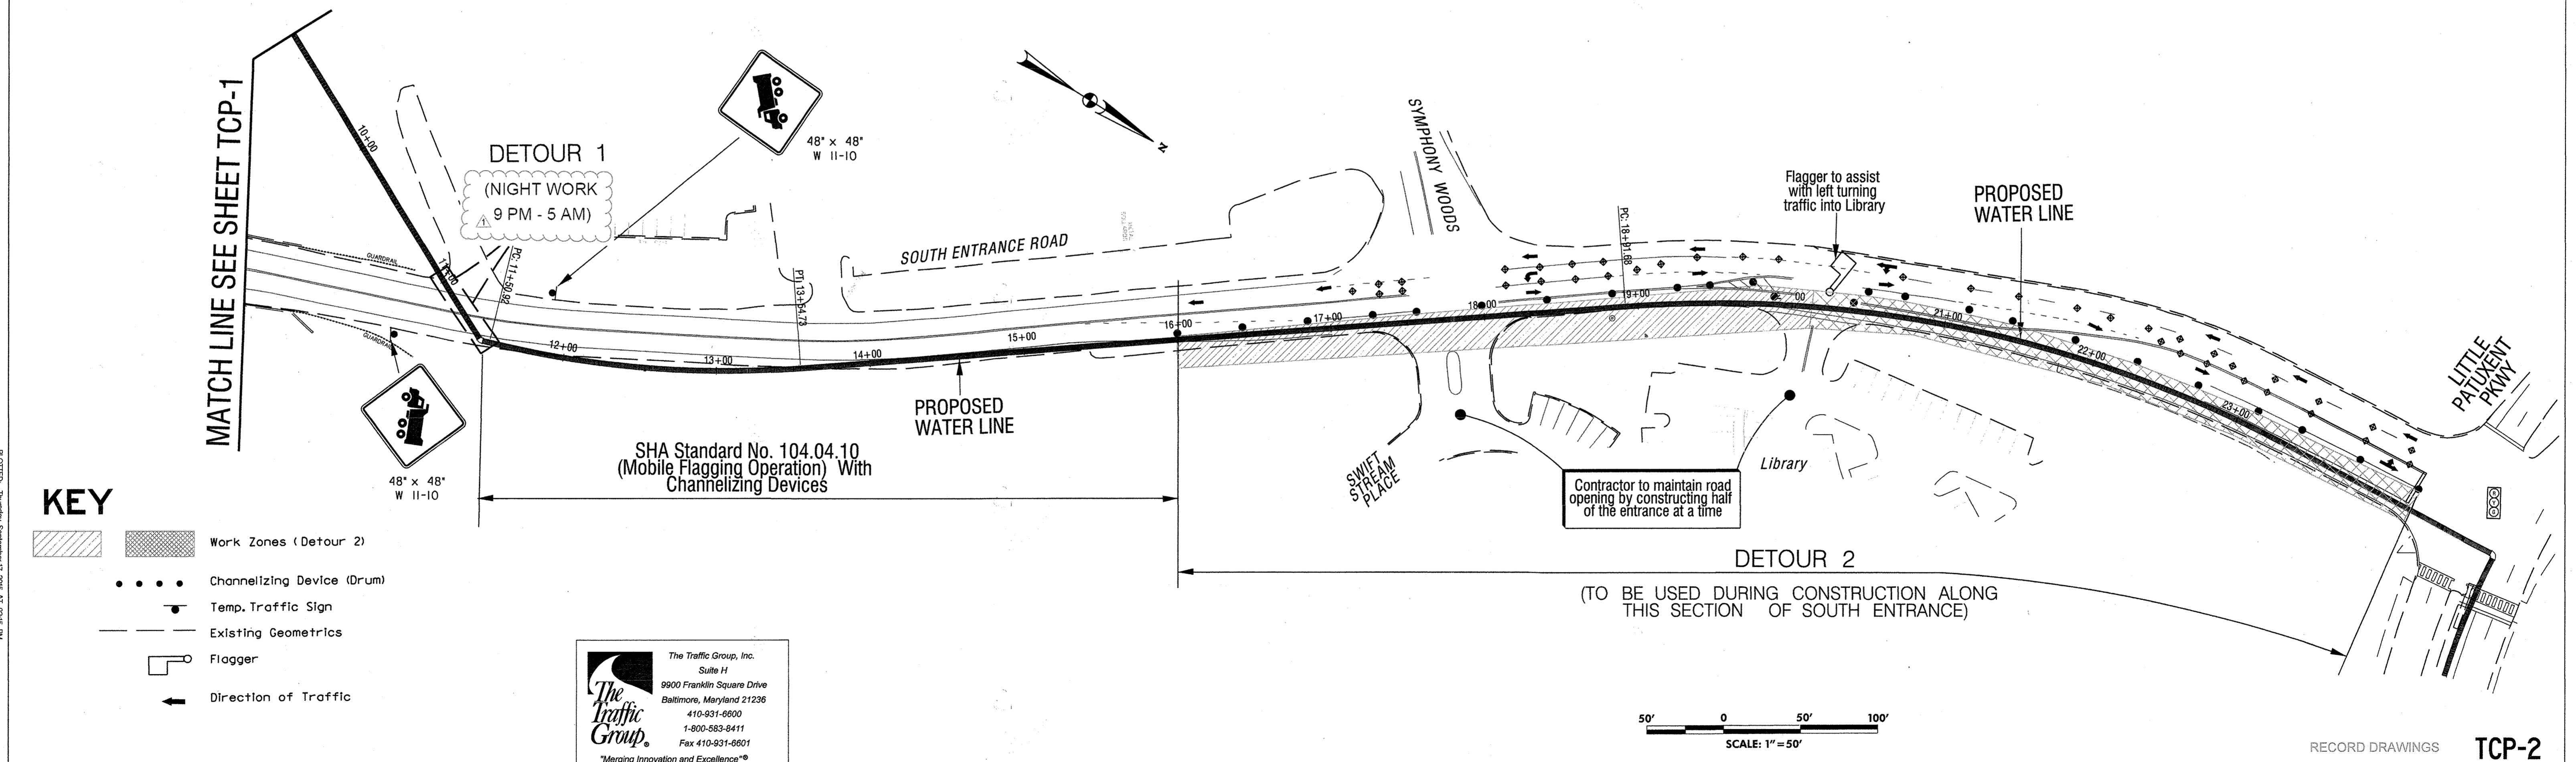 MATCH LINE SEE SHEET TCP-1
10+00
DETOUR 1
(NIGHT WORK
9 PM - 5 AM)
1
48" x 48"
W 11-10
GUARDRAIL
11+00
PC: 11+50.92
PT: 13+54.73
GUARDRAIL
48" x 48"
W 11-10
SOUTH ENTRANCE ROAD
N
SYMPHONY WOODS
PC: 18+91.68
Flagger to assist
with left turning
traffic into Library
PROPOSED
WATER LINE
12+00
13+00
14+00
15+00
16+00
17+00
18+00
9+00
00
21+00
22+00
23+00
LITTLE
PATUXENT
PKWY
PROPOSED
WATER LINE
SHA Standard No. 104.04.10
(Mobile Flagging Operation) With
Channelizing Devices
SWIFT
STREAM
PLACE
Library
Contractor to maintain road
opening by constructing half
of the entrance at a time
R
Y
G
DETOUR 2
(TO BE USED DURING CONSTRUCTION ALONG
THIS SECTION OF SOUTH ENTRANCE)
KEY
Work Zones (Detour 2)
Channelizing Device (Drum)
Temp. Traffic Sign
Existing Geometrics
Flagger
Direction of Traffic
The
Traffic
Group®
The Traffic Group, Inc.
Suite H
9900 Franklin Square Drive
Baltimore, Maryland 21236
410-931-6600
1-800-583-8411
Fax 410-931-6601
"Merging Innovation and Excellence"®
50' 0 50' 100'
SCALE: 1"=50'
RECORD DRAWINGS
TCP-2